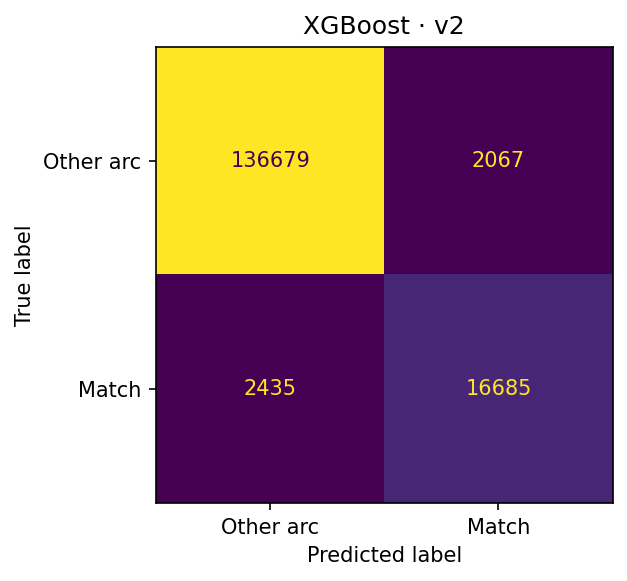 XGBoost · v2
True label
Other arc
136679
2067
Match
2435
16685
Other arc
Match
Predicted label